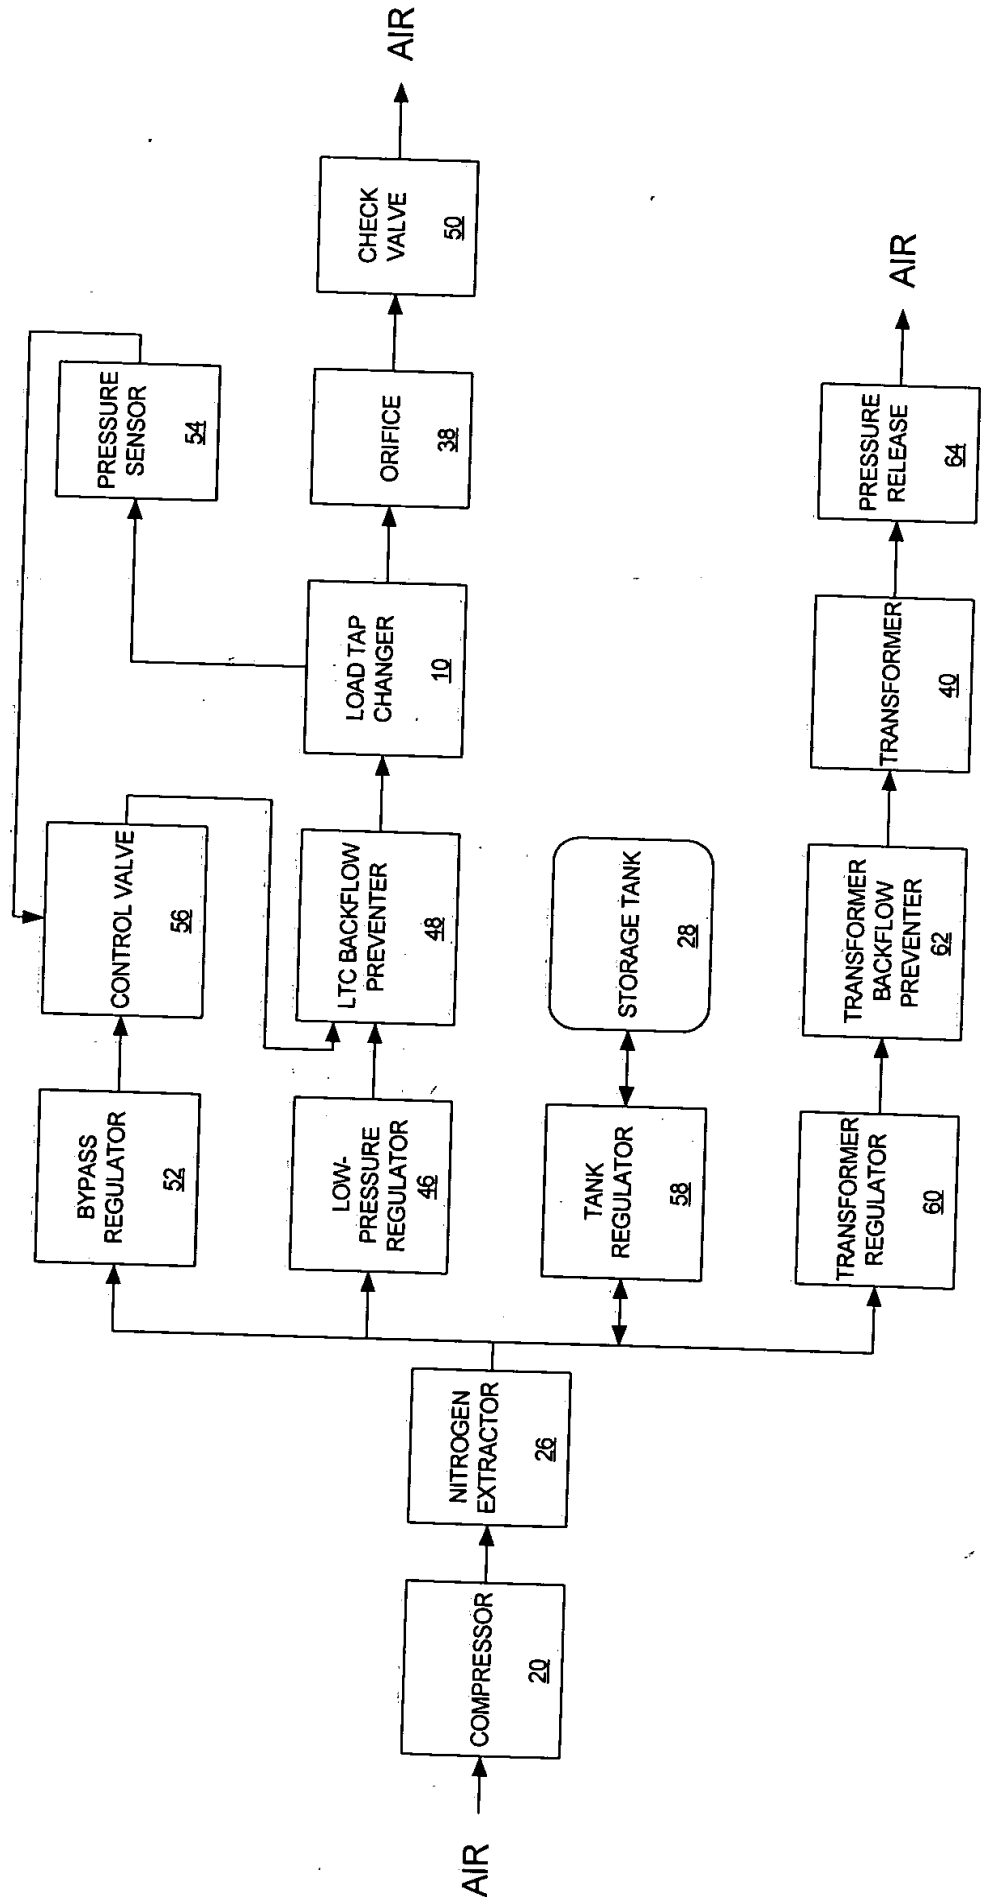 AIR
COMPRESSOR
20
NITROGEN
EXTRACTOR
26
BYPASS
REGULATOR
52
CONTROL VALVE
56
PRESSURE
SENSOR
54
LOW-
PRESSURE
REGULATOR
46
LTC BACKFLOW
PREVENTER
48
LOAD TAP
CHANGER
10
ORIFICE
38
CHECK
VALVE
50
AIR
TANK
REGULATOR
58
STORAGE TANK
28
TRANSFORMER
REGULATOR
60
TRANSFORMER
BACKFLOW
PREVENTER
62
TRANSFORMER
40
PRESSURE
RELEASE
64
AIR